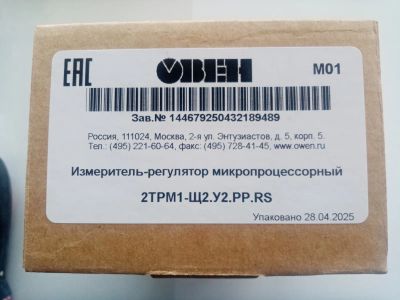 EAC ОВЕН М01
Зав.№ 144679250432189489
Россия, 111024, Москва, 2-я ул. Энтузиастов, д. 5, корп. 5.
Тел.: (495) 221-60-64, факс: (495) 728-41-45, www.owen.ru
Измеритель-регулятор микропроцессорный
2ТРМ1-Щ2.У2.РР.RS
Упаковано 28.04.2025